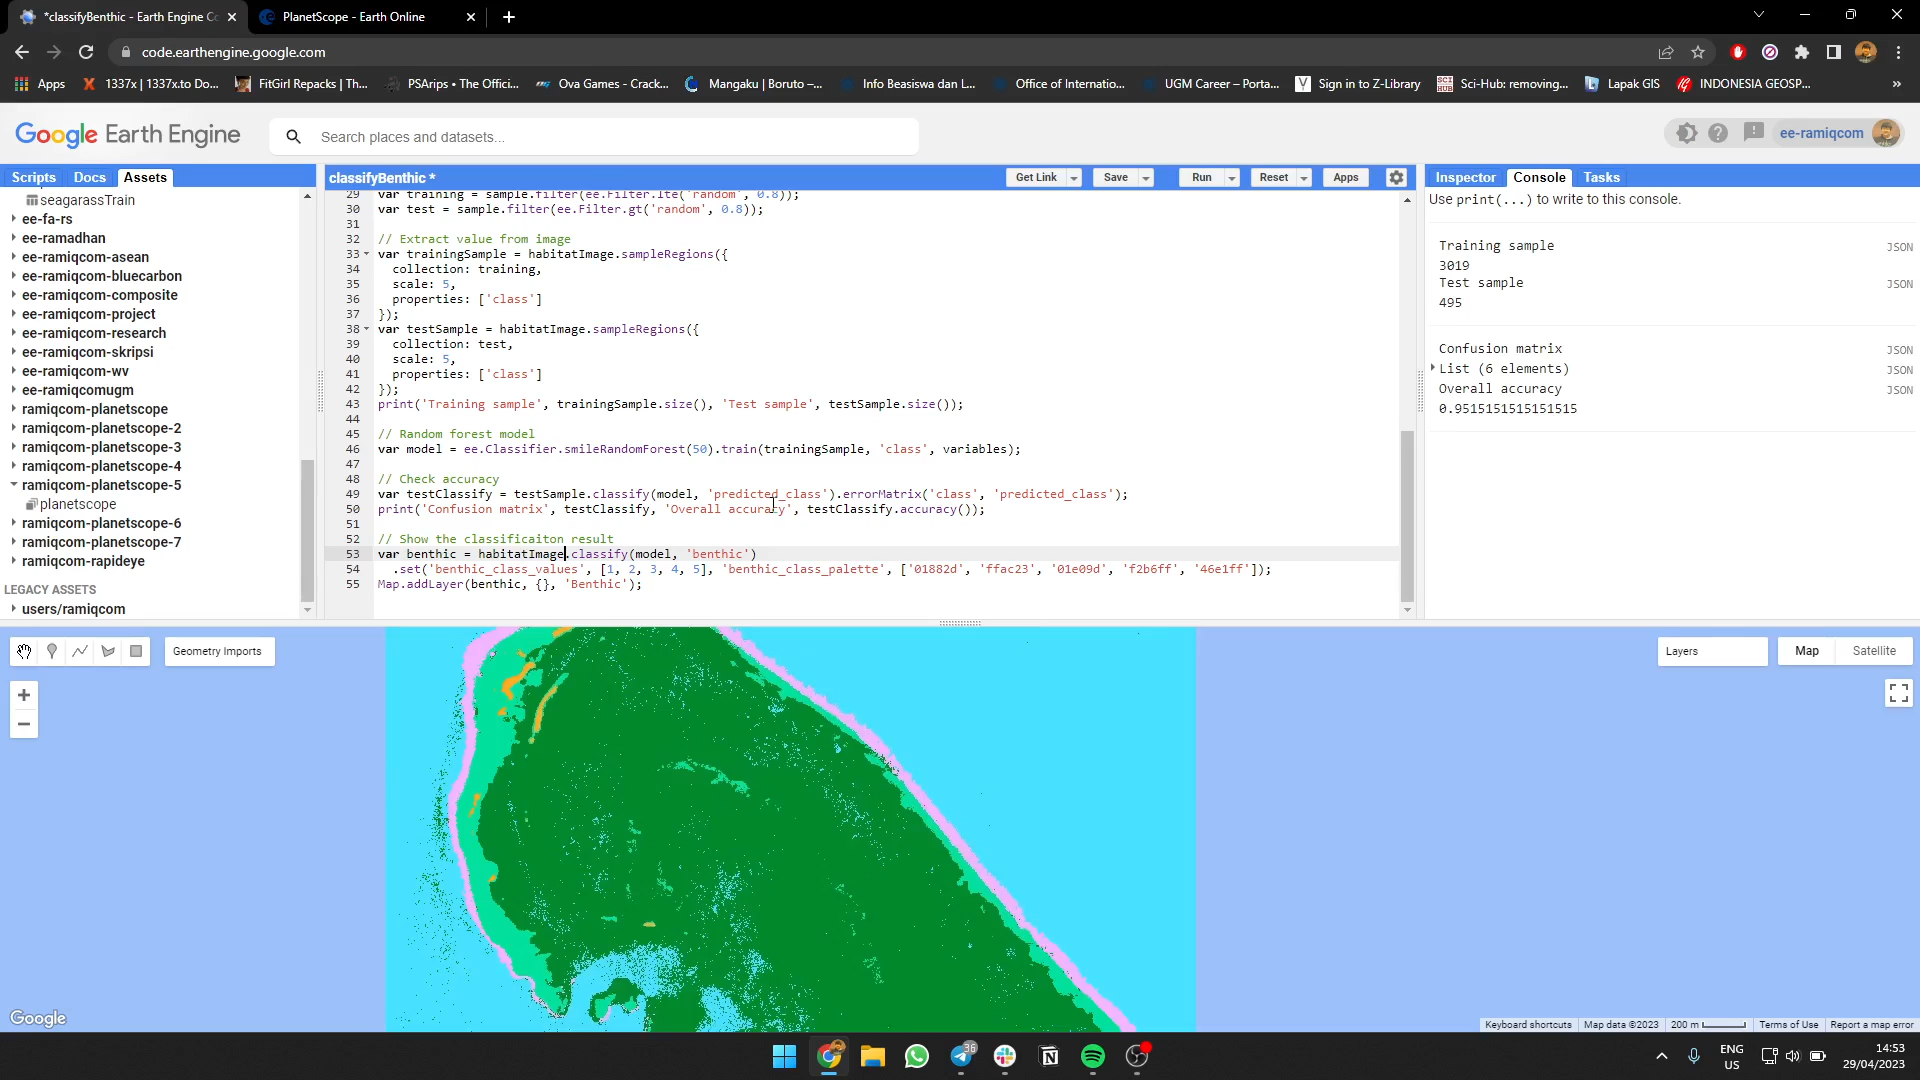 *classifyBenthic - Earth Engine Co
PlanetScope - Earth Online
code.earthengine.google.com
Apps
1337x | 1337x.to Do...
FitGirl Repacks | Th...
PSArips • The Offici...
Ova Games - Crack...
Mangaku | Boruto –...
Info Beasiswa dan L...
Office of Internatio...
UGM Career – Porta...
Sign in to Z-Library
SCI HUB
Sci-Hub: removing...
Lapak GIS
INDONESIA GEOSP...
»
Google Earth Engine
Search places and datasets...
ee-ramiqcom
Scripts
Docs
Assets
seagarassTrain
ee-fa-rs
ee-ramadhan
ee-ramiqcom-asean
ee-ramiqcom-bluecarbon
ee-ramiqcom-composite
ee-ramiqcom-project
ee-ramiqcom-research
ee-ramiqcom-skripsi
ee-ramiqcom-wv
ee-ramiqcomugm
ramiqcom-planetscope
ramiqcom-planetscope-2
ramiqcom-planetscope-3
ramiqcom-planetscope-4
ramiqcom-planetscope-5
planetscope
ramiqcom-planetscope-6
ramiqcom-planetscope-7
ramiqcom-rapideye
LEGACY ASSETS
users/ramiqcom
classifyBenthic *
Get Link
Save
Run
Reset
Apps
29 var training = sample.filter(ee.Filter.lte('random', 0.8));
30 var test = sample.filter(ee.Filter.gt('random', 0.8));
31
32 // Extract value from image
33 var trainingSample = habitatImage.sampleRegions({
34 collection: training,
35 scale: 5,
36 properties: ['class']
37 });
38 var testSample = habitatImage.sampleRegions({
39 collection: test,
40 scale: 5,
41 properties: ['class']
42 });
43 print('Training sample', trainingSample.size(), 'Test sample', testSample.size());
44
45 // Random forest model
46 var model = ee.Classifier.smileRandomForest(50).train(trainingSample, 'class', variables);
47
48 // Check accuracy
49 var testClassify = testSample.classify(model, 'predicted_class').errorMatrix('class', 'predicted_class');
50 print('Confusion matrix', testClassify, 'Overall accuracy', testClassify.accuracy());
51
52 // Show the classificaiton result
53 var benthic = habitatImage.classify(model, 'benthic')
54 .set('benthic_class_values', [1, 2, 3, 4, 5], 'benthic_class_palette', ['01882d', 'ffac23', '01e09d', 'f2b6ff', '46e1ff']);
55 Map.addLayer(benthic, {}, 'Benthic');
Inspector
Console
Tasks
Use print(...) to write to this console.
Training sample
JSON
3019
Test sample
JSON
495
Confusion matrix
JSON
List (6 elements)
JSON
Overall accuracy
JSON
0.9515151515151515
Geometry Imports
Layers
Map
Satellite
+
−
Google
Keyboard shortcuts
Map data ©2023
200 m
Terms of Use
Report a map error
36
ENG
US
14:53
29/04/2023